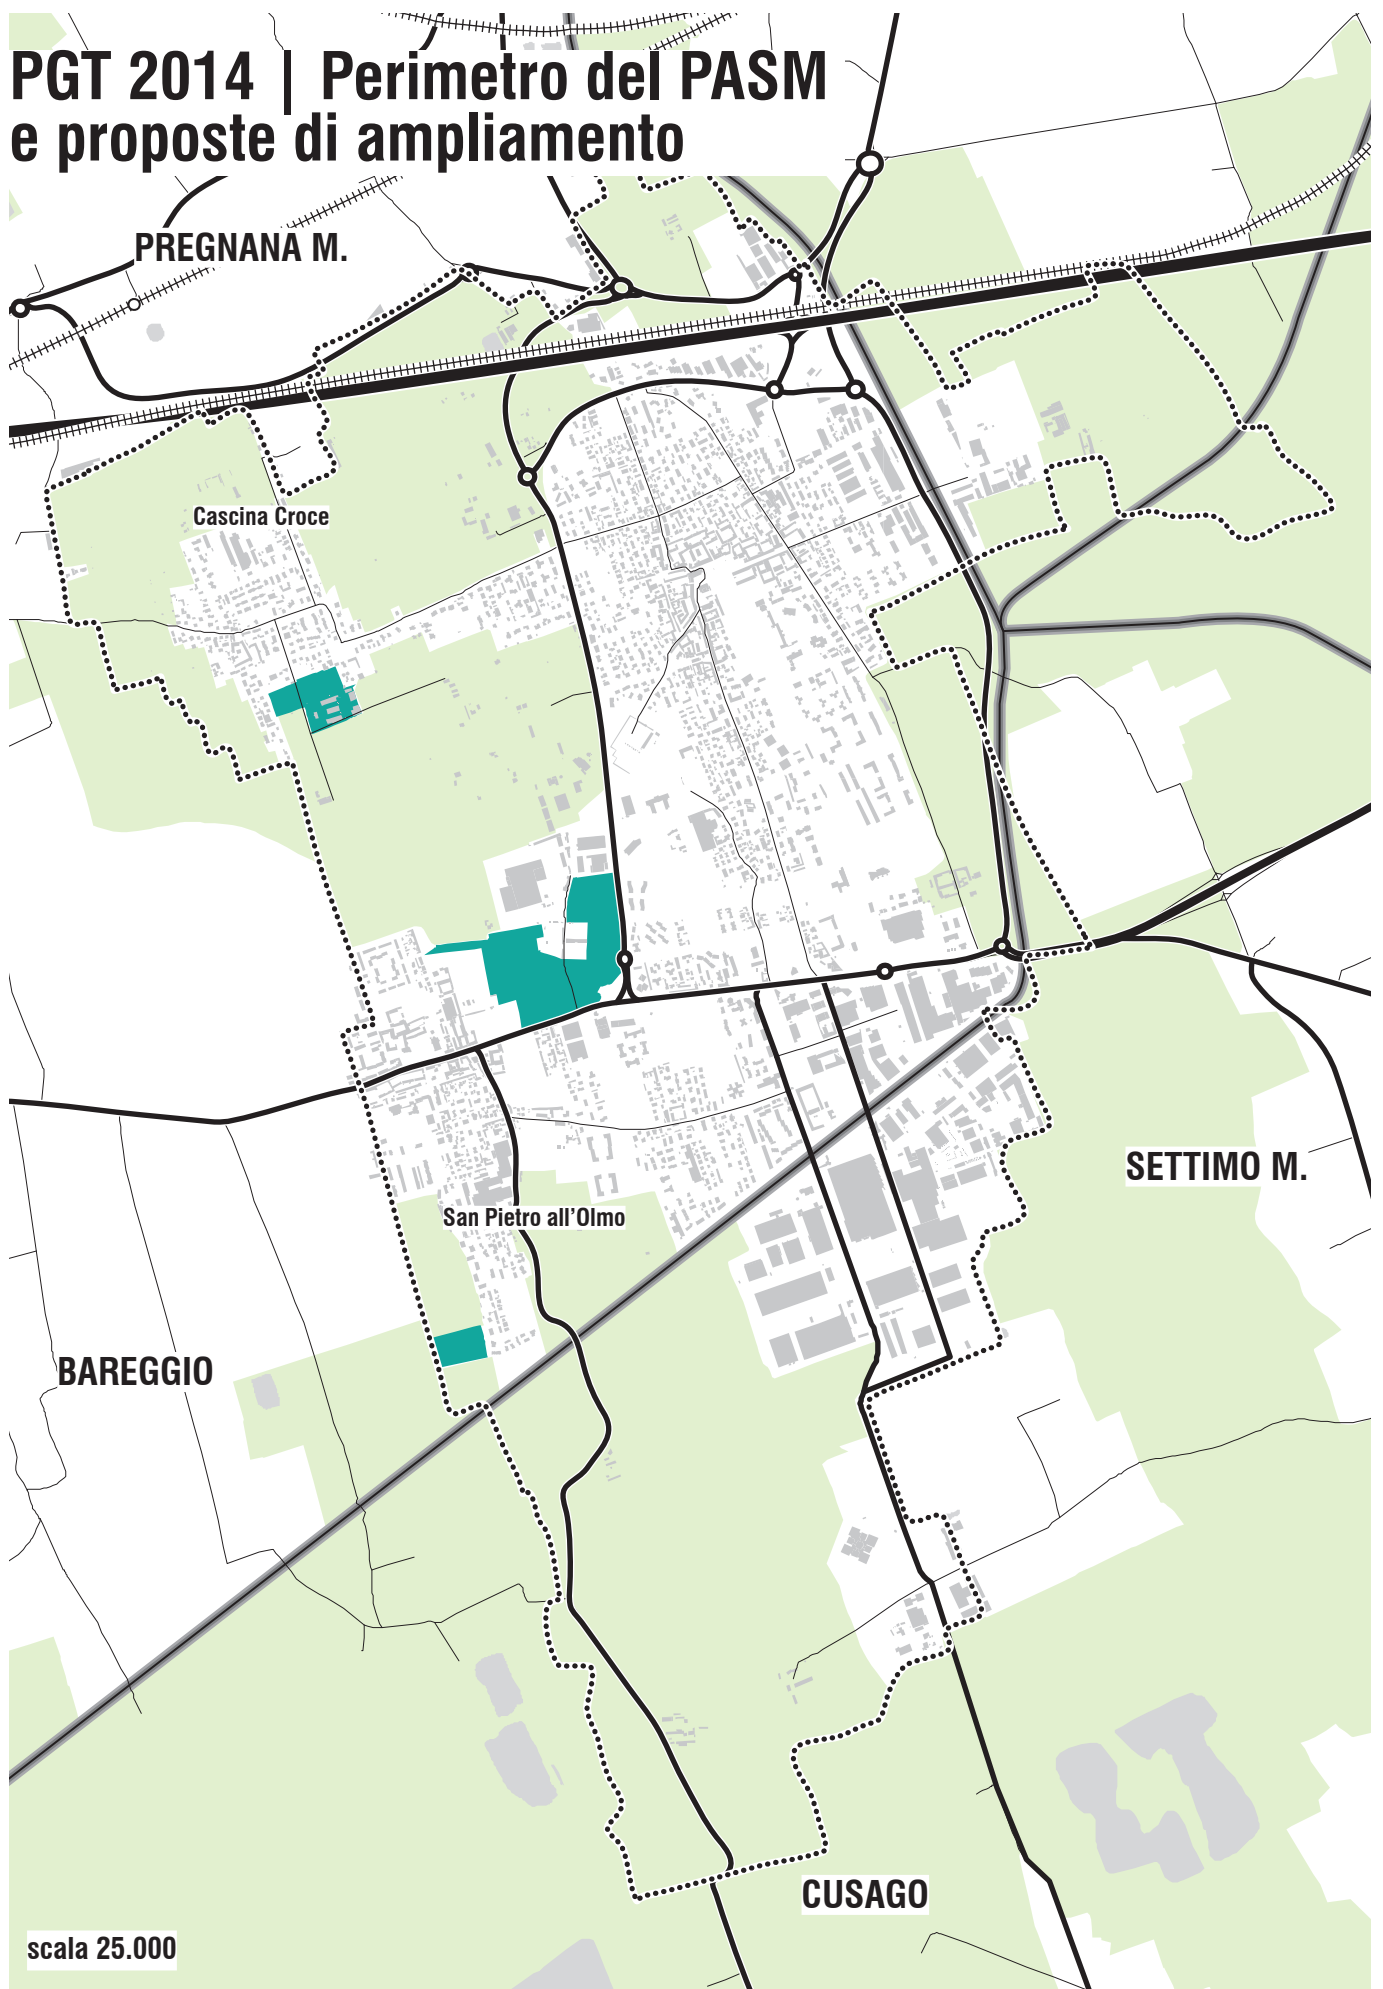 PGT 2014 | Perimetro del PASM
e proposte di ampliamento
PREGNANA M.
Cascina Croce
SETTIMO M.
San Pietro all'Olmo
BAREGGIO
CUSAGO
scala 25.000